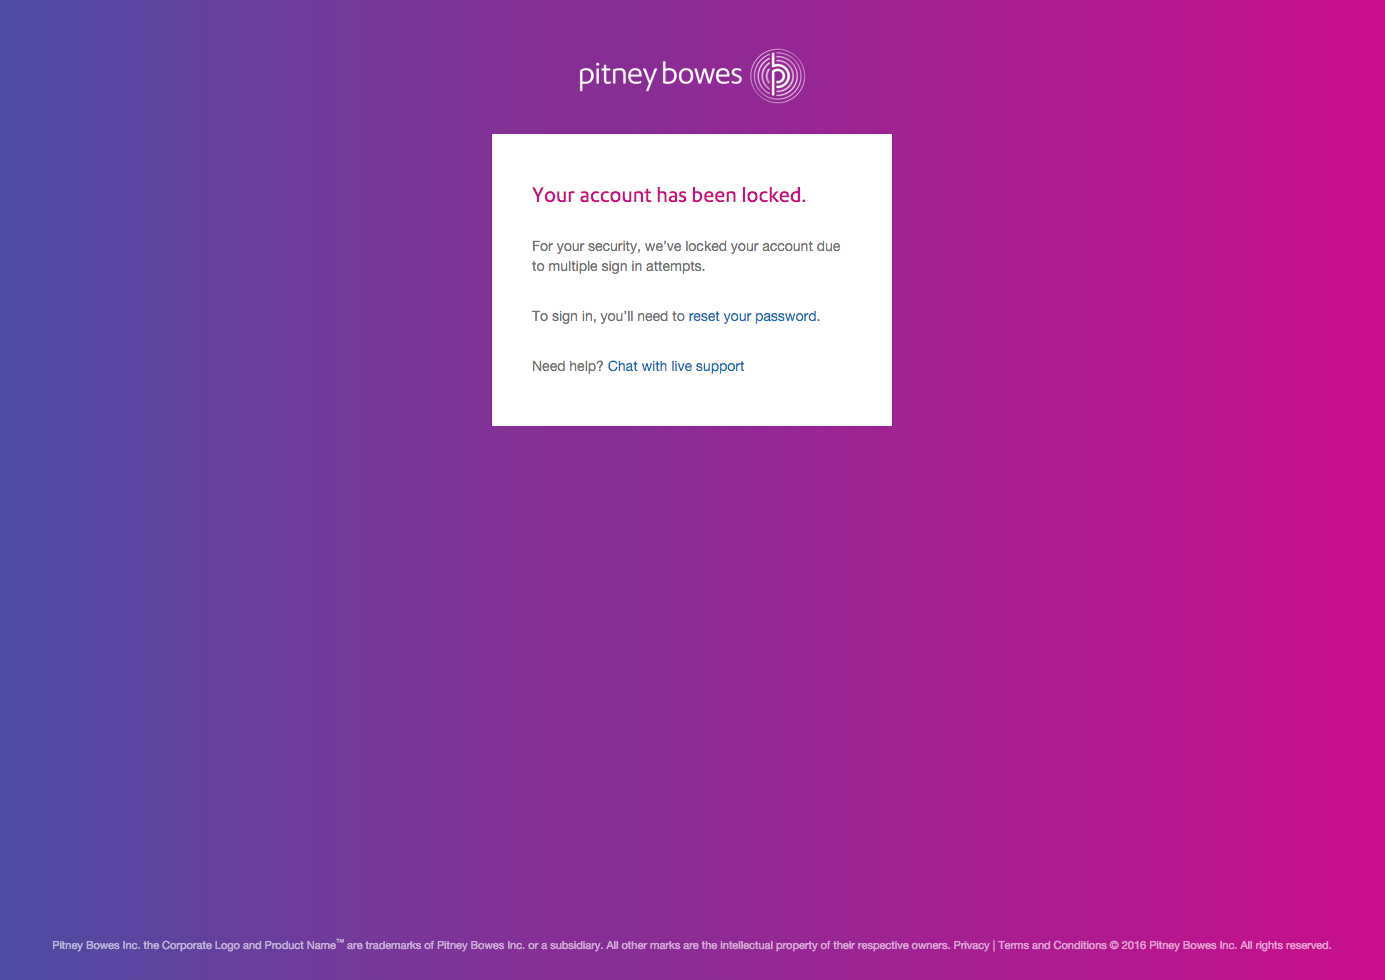 pitney bowes
Your account has been locked.
For your security, we've locked your account due
to multiple sign in attempts.
To sign in, you'll need to reset your password.
Need help? Chat with live support
Pitney Bowes Inc. the Corporate Logo and Product Name™ are trademarks of Pitney Bowes Inc. or a subsidiary. All other marks are the intellectual property of their respective owners. Privacy | Terms and Conditions © 2016 Pitney Bowes Inc. All rights reserved.